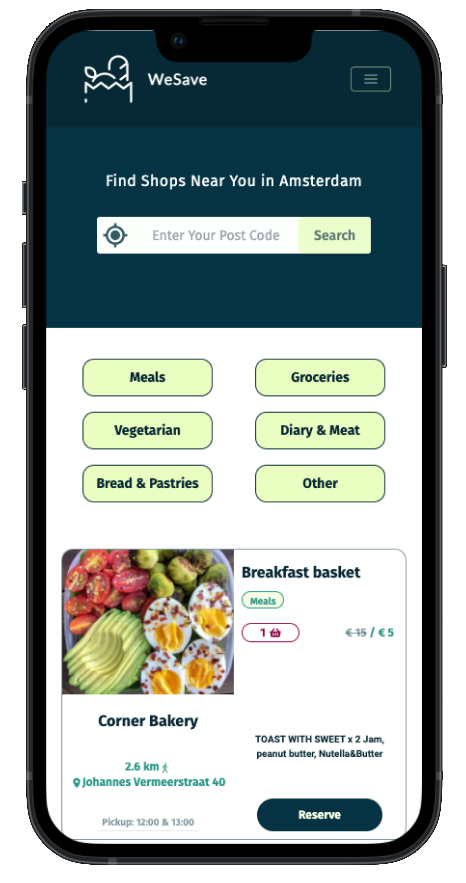 WeSave
Find Shops Near You in Amsterdam
Enter Your Post Code
Search
Meals
Groceries
Vegetarian
Diary & Meat
Bread & Pastries
Other
Breakfast basket
Meals
1
€ 15 / € 5
Corner Bakery
2.6 km
Johannes Vermeerstraat 40
Pickup: 12:00 & 13:00
TOAST WITH SWEET x 2 Jam,
peanut butter, Nutella&Butter
Reserve